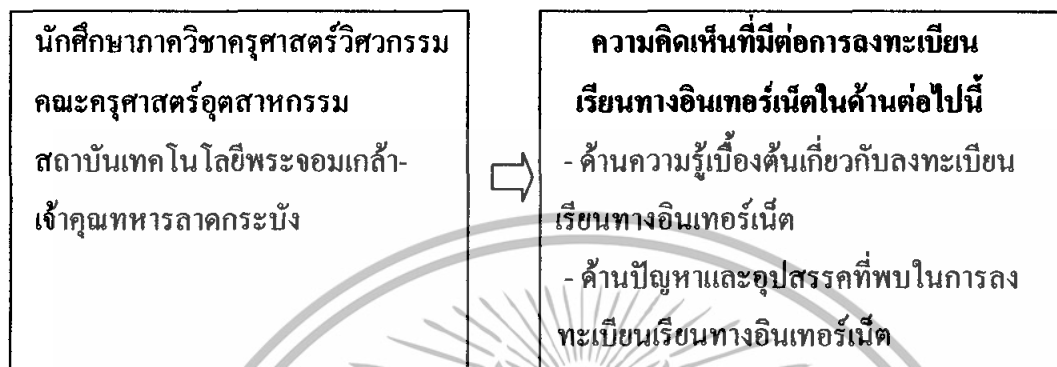 นักศึกษาภาควิชาครุศาสตร์วิศวกรรม
คณะครุศาสตร์อุตสาหกรรม
สถาบันเทคโนโลยีพระจอมเกล้า-
เจ้าคุณทหารลาดกระบัง
ความคิดเห็นที่มีต่อการลงทะเบียน
เรียนทางอินเทอร์เน็ตในด้านต่อไปนี้
- ด้านความรู้เบื้องต้นเกี่ยวกับลงทะเบียน
เรียนทางอินเทอร์เน็ต
- ด้านปัญหาและอุปสรรคที่พบในการลง
ทะเบียนเรียนทางอินเทอร์เน็ต